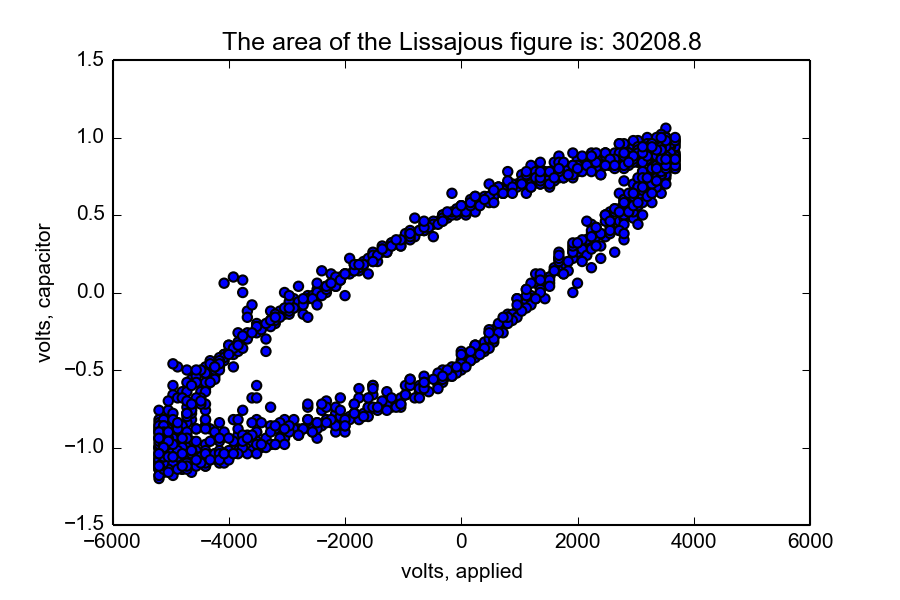 The area of the Lissajous figure is: 30208.8
1.5
1.0
0.5
0.0
−0.5
−1.0
−1.5
volts, capacitor
−6000 −4000 −2000 0 2000 4000 6000
volts, applied